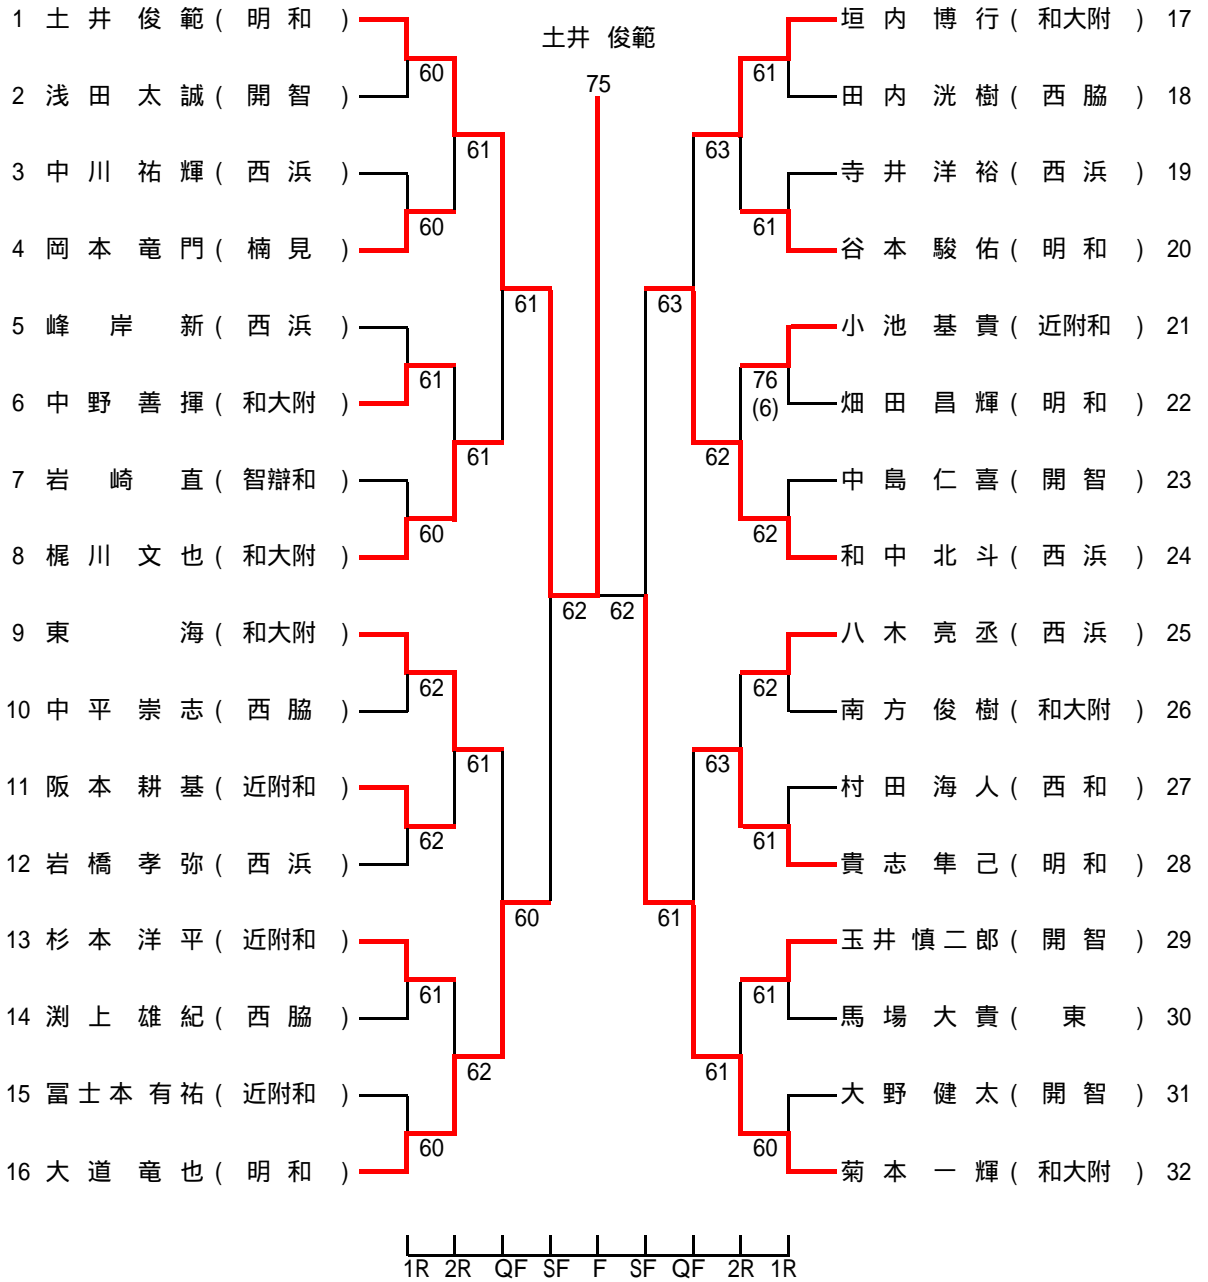 土井 俊範
75
1 土井 俊範 ( 明和 )
60
2 浅田 太誠 ( 開智 )
61
3 中川 祐輝 ( 西浜 )
60
4 岡本 竜門 ( 楠見 )
61
5 峰岸 新 ( 西浜 )
61
6 中野 善揮 ( 和大附 )
61
7 岩崎 直 ( 智辯和 )
60
8 梶川 文也 ( 和大附 )
62
9 東 海 ( 和大附 )
62
10 中平 崇志 ( 西脇 )
61
11 阪本 耕基 ( 近附和 )
62
12 岩橋 孝弥 ( 西浜 )
60
13 杉本 洋平 ( 近附和 )
61
14 渕上 雄紀 ( 西脇 )
62
15 冨士本 有祐 ( 近附和 )
60
16 大道 竜也 ( 明和 )
垣内 博行 ( 和大附 ) 17
61
田内 洸樹 ( 西脇 ) 18
63
寺井 洋裕 ( 西浜 ) 19
61
谷本 駿佑 ( 明和 ) 20
63
小池 基貴 ( 近附和 ) 21
76
(6)
畑田 昌輝 ( 明和 ) 22
62
中島 仁喜 ( 開智 ) 23
62
和中 北斗 ( 西浜 ) 24
62
八木 亮丞 ( 西浜 ) 25
62
南方 俊樹 ( 和大附 ) 26
63
村田 海人 ( 西和 ) 27
61
貴志 隼己 ( 明和 ) 28
61
玉井 慎二郎 ( 開智 ) 29
61
馬場 大貴 ( 東 ) 30
61
大野 健太 ( 開智 ) 31
60
菊本 一輝 ( 和大附 ) 32
1R 2R QF SF F SF QF 2R 1R